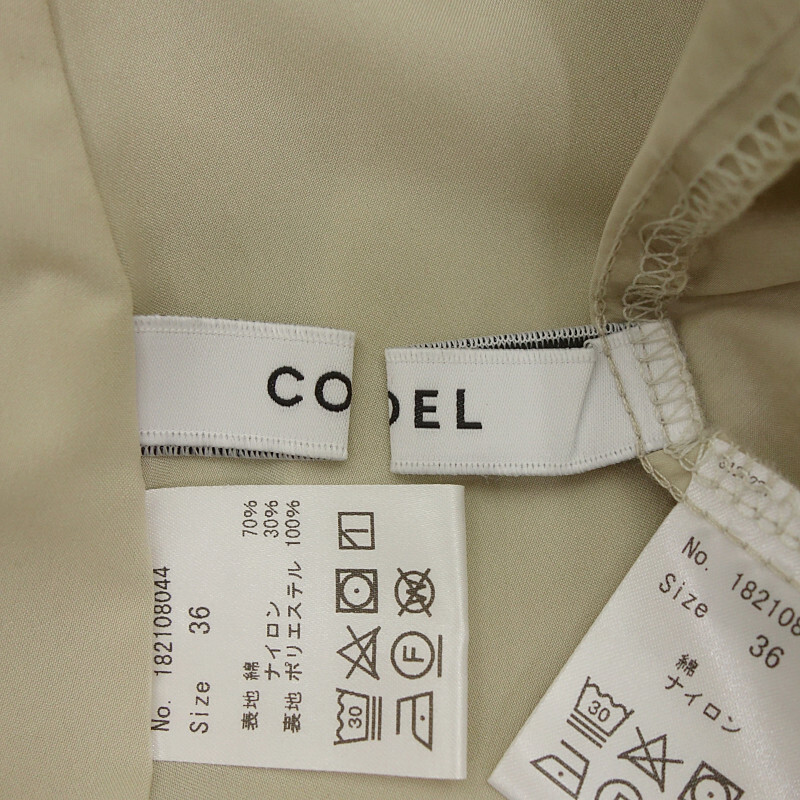 CO
DEL
No. 182108044
Size 36
表地 綿 70%
ナイロン 30%
裏地 ポリエステル 100%
30
F
No. 182108
Size 36
綿
ナイロン
30